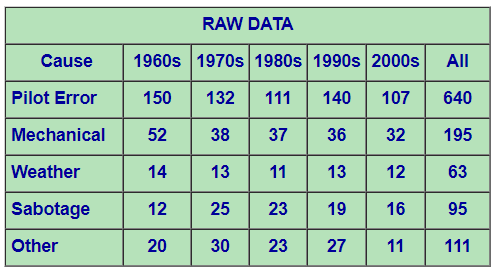 RAW DATA
Cause 1960s 1970s 1980s 1990s 2000s All
Pilot Error 150 132 111 140 107 640
Mechanical 52 38 37 36 32 195
Weather 14 13 11 13 12 63
Sabotage 12 25 23 19 16 95
Other 20 30 23 27 11 111